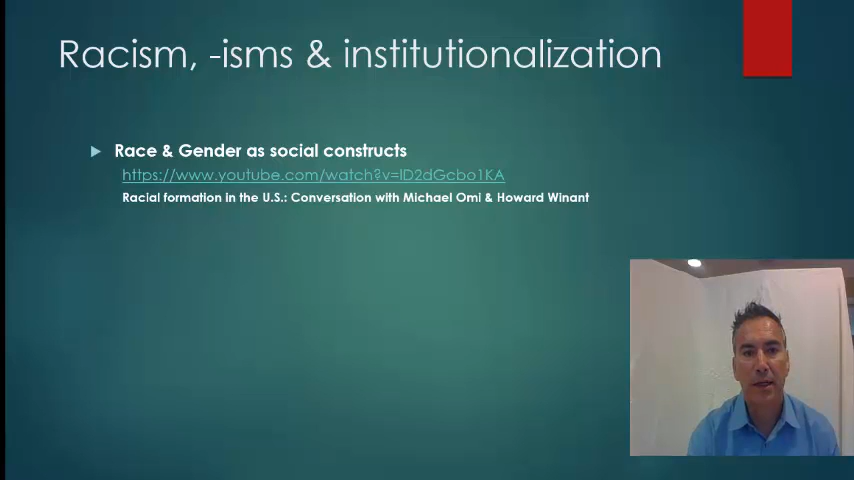 Racism, -isms & institutionalization
Race & Gender as social constructs
https://www.youtube.com/watch?v=lD2dGcbo1KA
Racial formation in the U.S.: Conversation with Michael Omi & Howard Winant